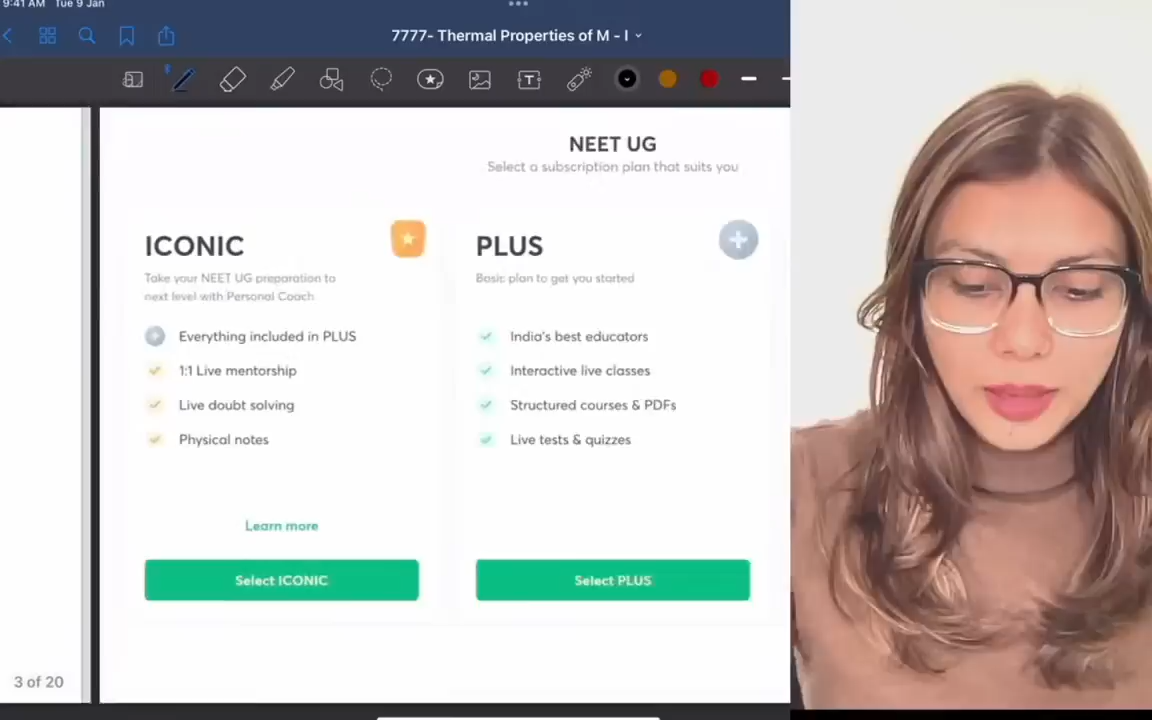 9:41 AM Tue 9 Jan
7777- Thermal Properties of M - I
T
NEET UG
Select a subscription plan that suits you
ICONIC
Take your NEET UG preparation to
next level with Personal Coach
Everything included in PLUS
1:1 Live mentorship
Live doubt solving
Physical notes
Learn more
Select ICONIC
PLUS
Basic plan to get you started
India's best educators
Interactive live classes
Structured courses & PDFs
Live tests & quizzes
Select PLUS
3 of 20